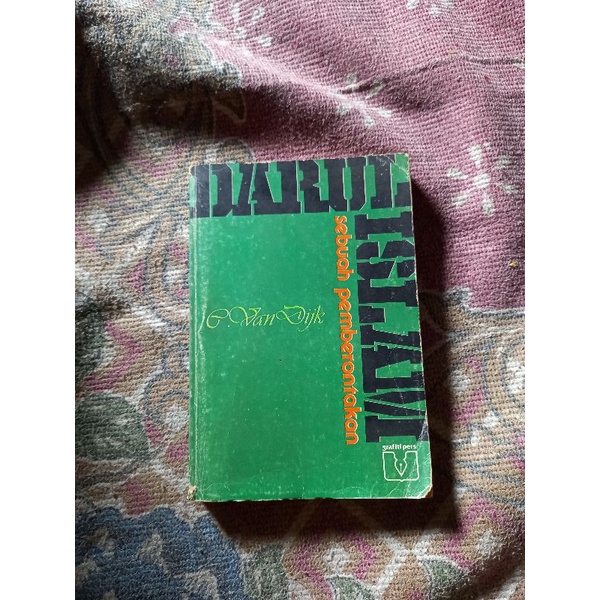 DARUL
ISLAM
sebuah pemberontakan
C Van Dijk
grafiti pers